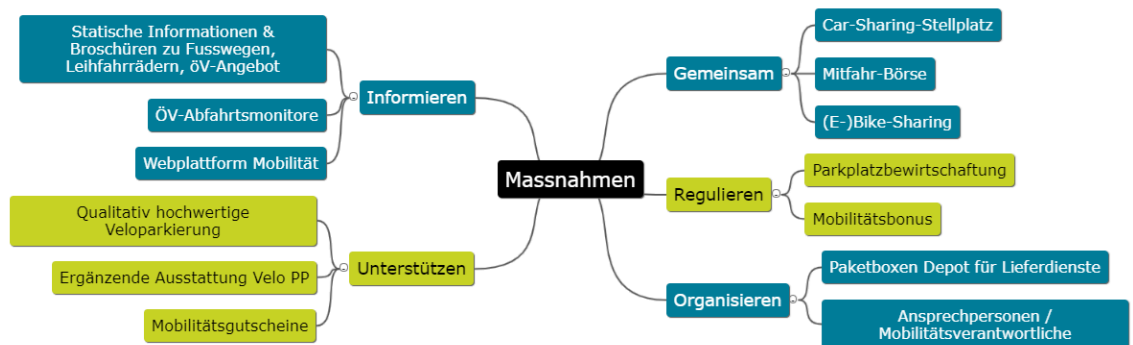 Statische Informationen &
Broschüren zu Fusswegen,
Leihfahrrädern, öV-Angebot
ÖV-Abfahrtsmonitore
Webplattform Mobilität
Informieren
Qualitativ hochwertige
Veloparkierung
Ergänzende Ausstattung Velo PP
Mobilitätsgutscheine
Unterstützen
Massnahmen
Gemeinsam
Car-Sharing-Stellplatz
Mitfahr-Börse
(E-)Bike-Sharing
Regulieren
Parkplatzbewirtschaftung
Mobilitätsbonus
Organisieren
Paketboxen Depot für Lieferdienste
Ansprechpersonen /
Mobilitätsverantwortliche